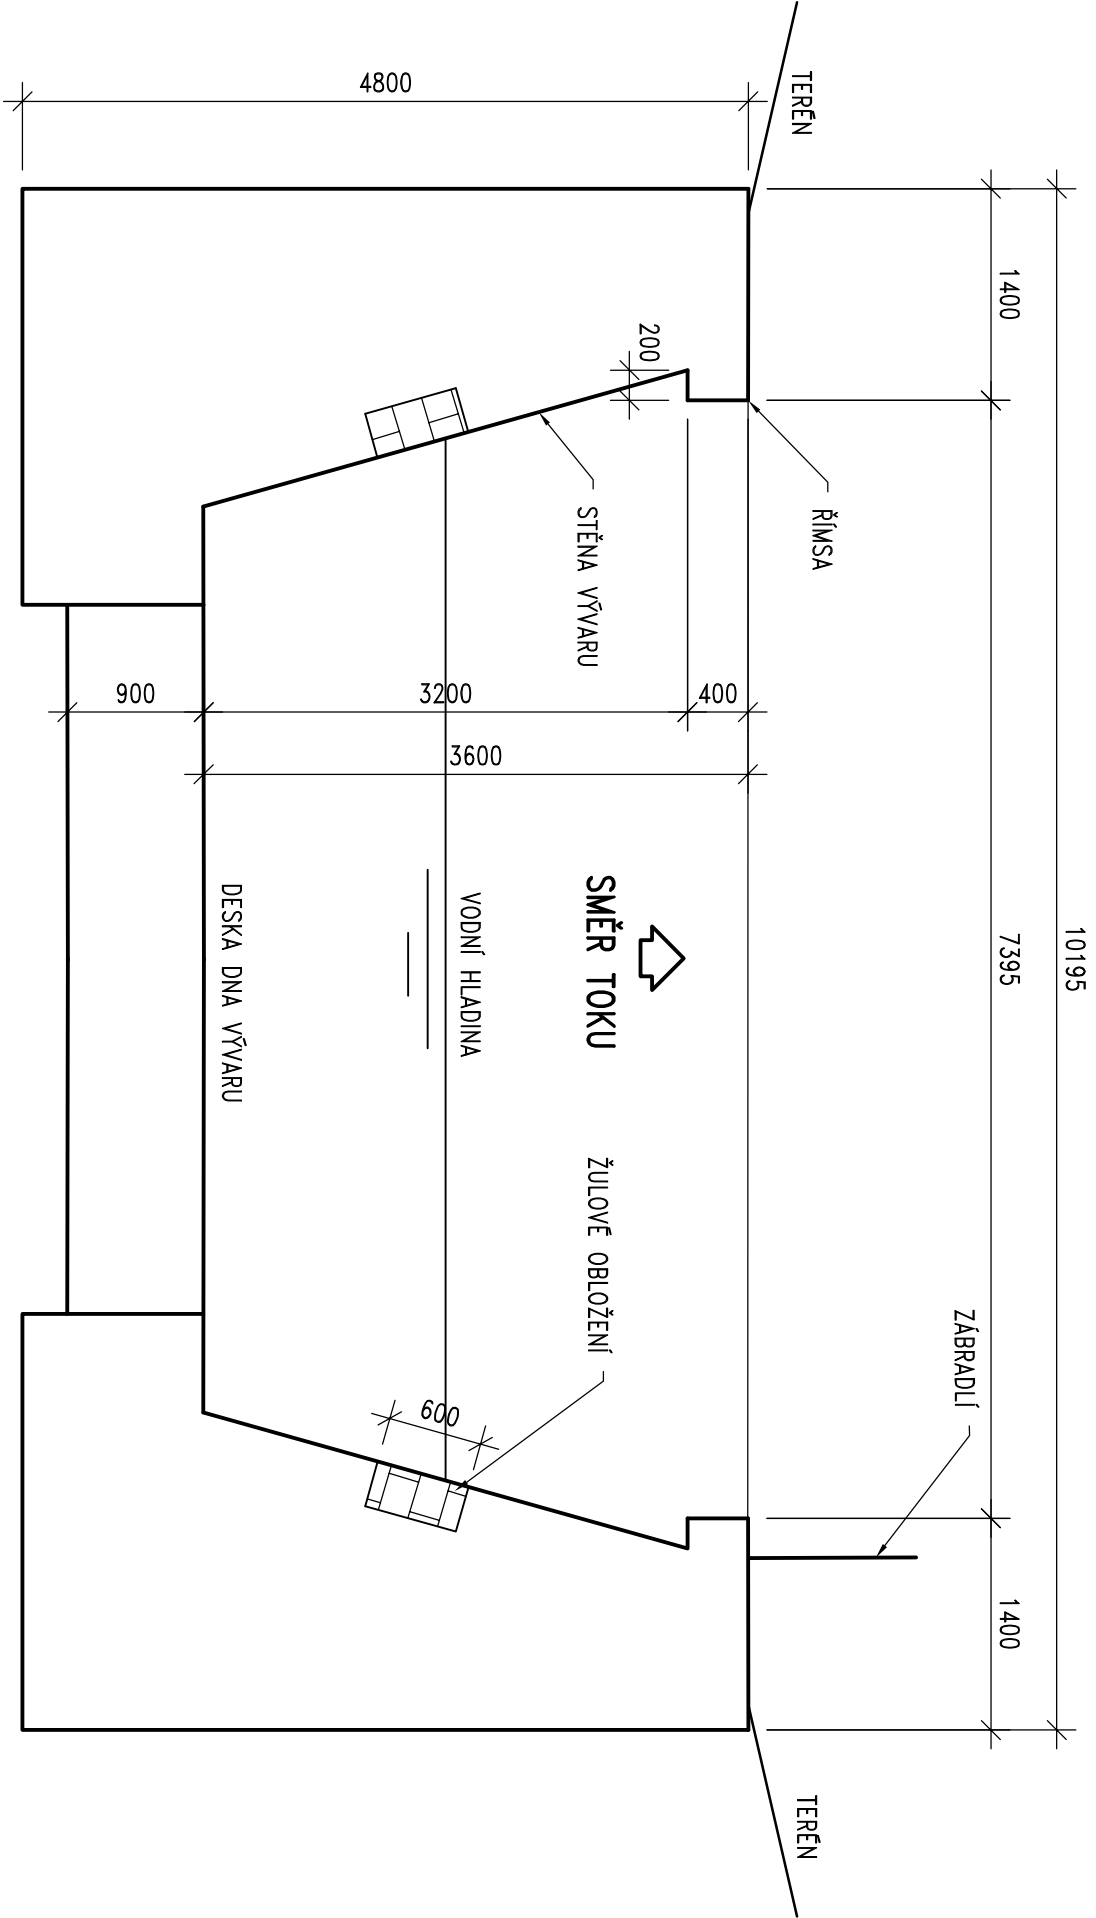 10195
1400
7395
1400
TERÉN
TERÉN
ZÁBRADLÍ
ŘÍMSA
4800
200
STĚNA VÝVARU
SMĚR TOKU
ŽULOVÉ OBLOŽENÍ
400
3200
3600
900
600
VODNÍ HLADINA
DESKA DNA VÝVARU